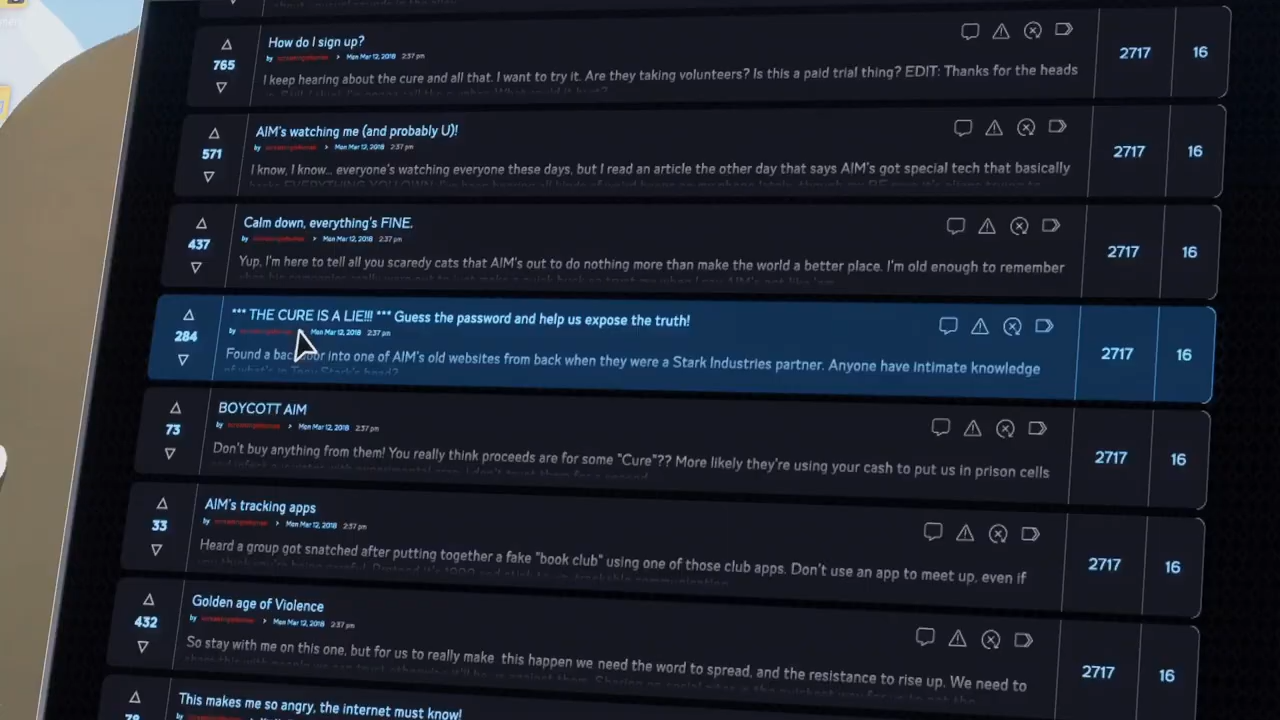 How do I sign up?
765
by Mon Mar 12, 2018 2:37 pm
I keep hearing about the cure and all that. I want to try it. Are they taking volunteers? Is this a paid trial thing? EDIT: Thanks for the heads
2717 16
AIM's watching me (and probably U)!
571
by Mon Mar 12, 2018 2:37 pm
I know, I know... everyone's watching everyone these days, but I read an article the other day that says AIM's got special tech that basically
2717 16
Calm down, everything's FINE.
437
by Mon Mar 12, 2018 2:37 pm
Yup, I'm here to tell all you scaredy cats that AIM's out to do nothing more than make the world a better place. I'm old enough to remember
2717 16
*** THE CURE IS A LIE!!! *** Guess the password and help us expose the truth!
284
by Mon Mar 12, 2018 2:37 pm
Found a backdoor into one of AIM's old websites from back when they were a Stark Industries partner. Anyone have intimate knowledge
of what's in Tony Stark's head?
2717 16
BOYCOTT AIM
73
by Mon Mar 12, 2018 2:37 pm
Don't buy anything from them! You really think proceeds are for some "Cure"?? More likely they're using your cash to put us in prison cells
2717 16
AIM's tracking apps
33
by Mon Mar 12, 2018 2:37 pm
Heard a group got snatched after putting together a fake "book club" using one of those club apps. Don't use an app to meet up, even if
2717 16
Golden age of Violence
432
by Mon Mar 12, 2018 2:37 pm
So stay with me on this one, but for us to really make this happen we need the word to spread, and the resistance to rise up. We need to
2717 16
This makes me so angry, the internet must know!